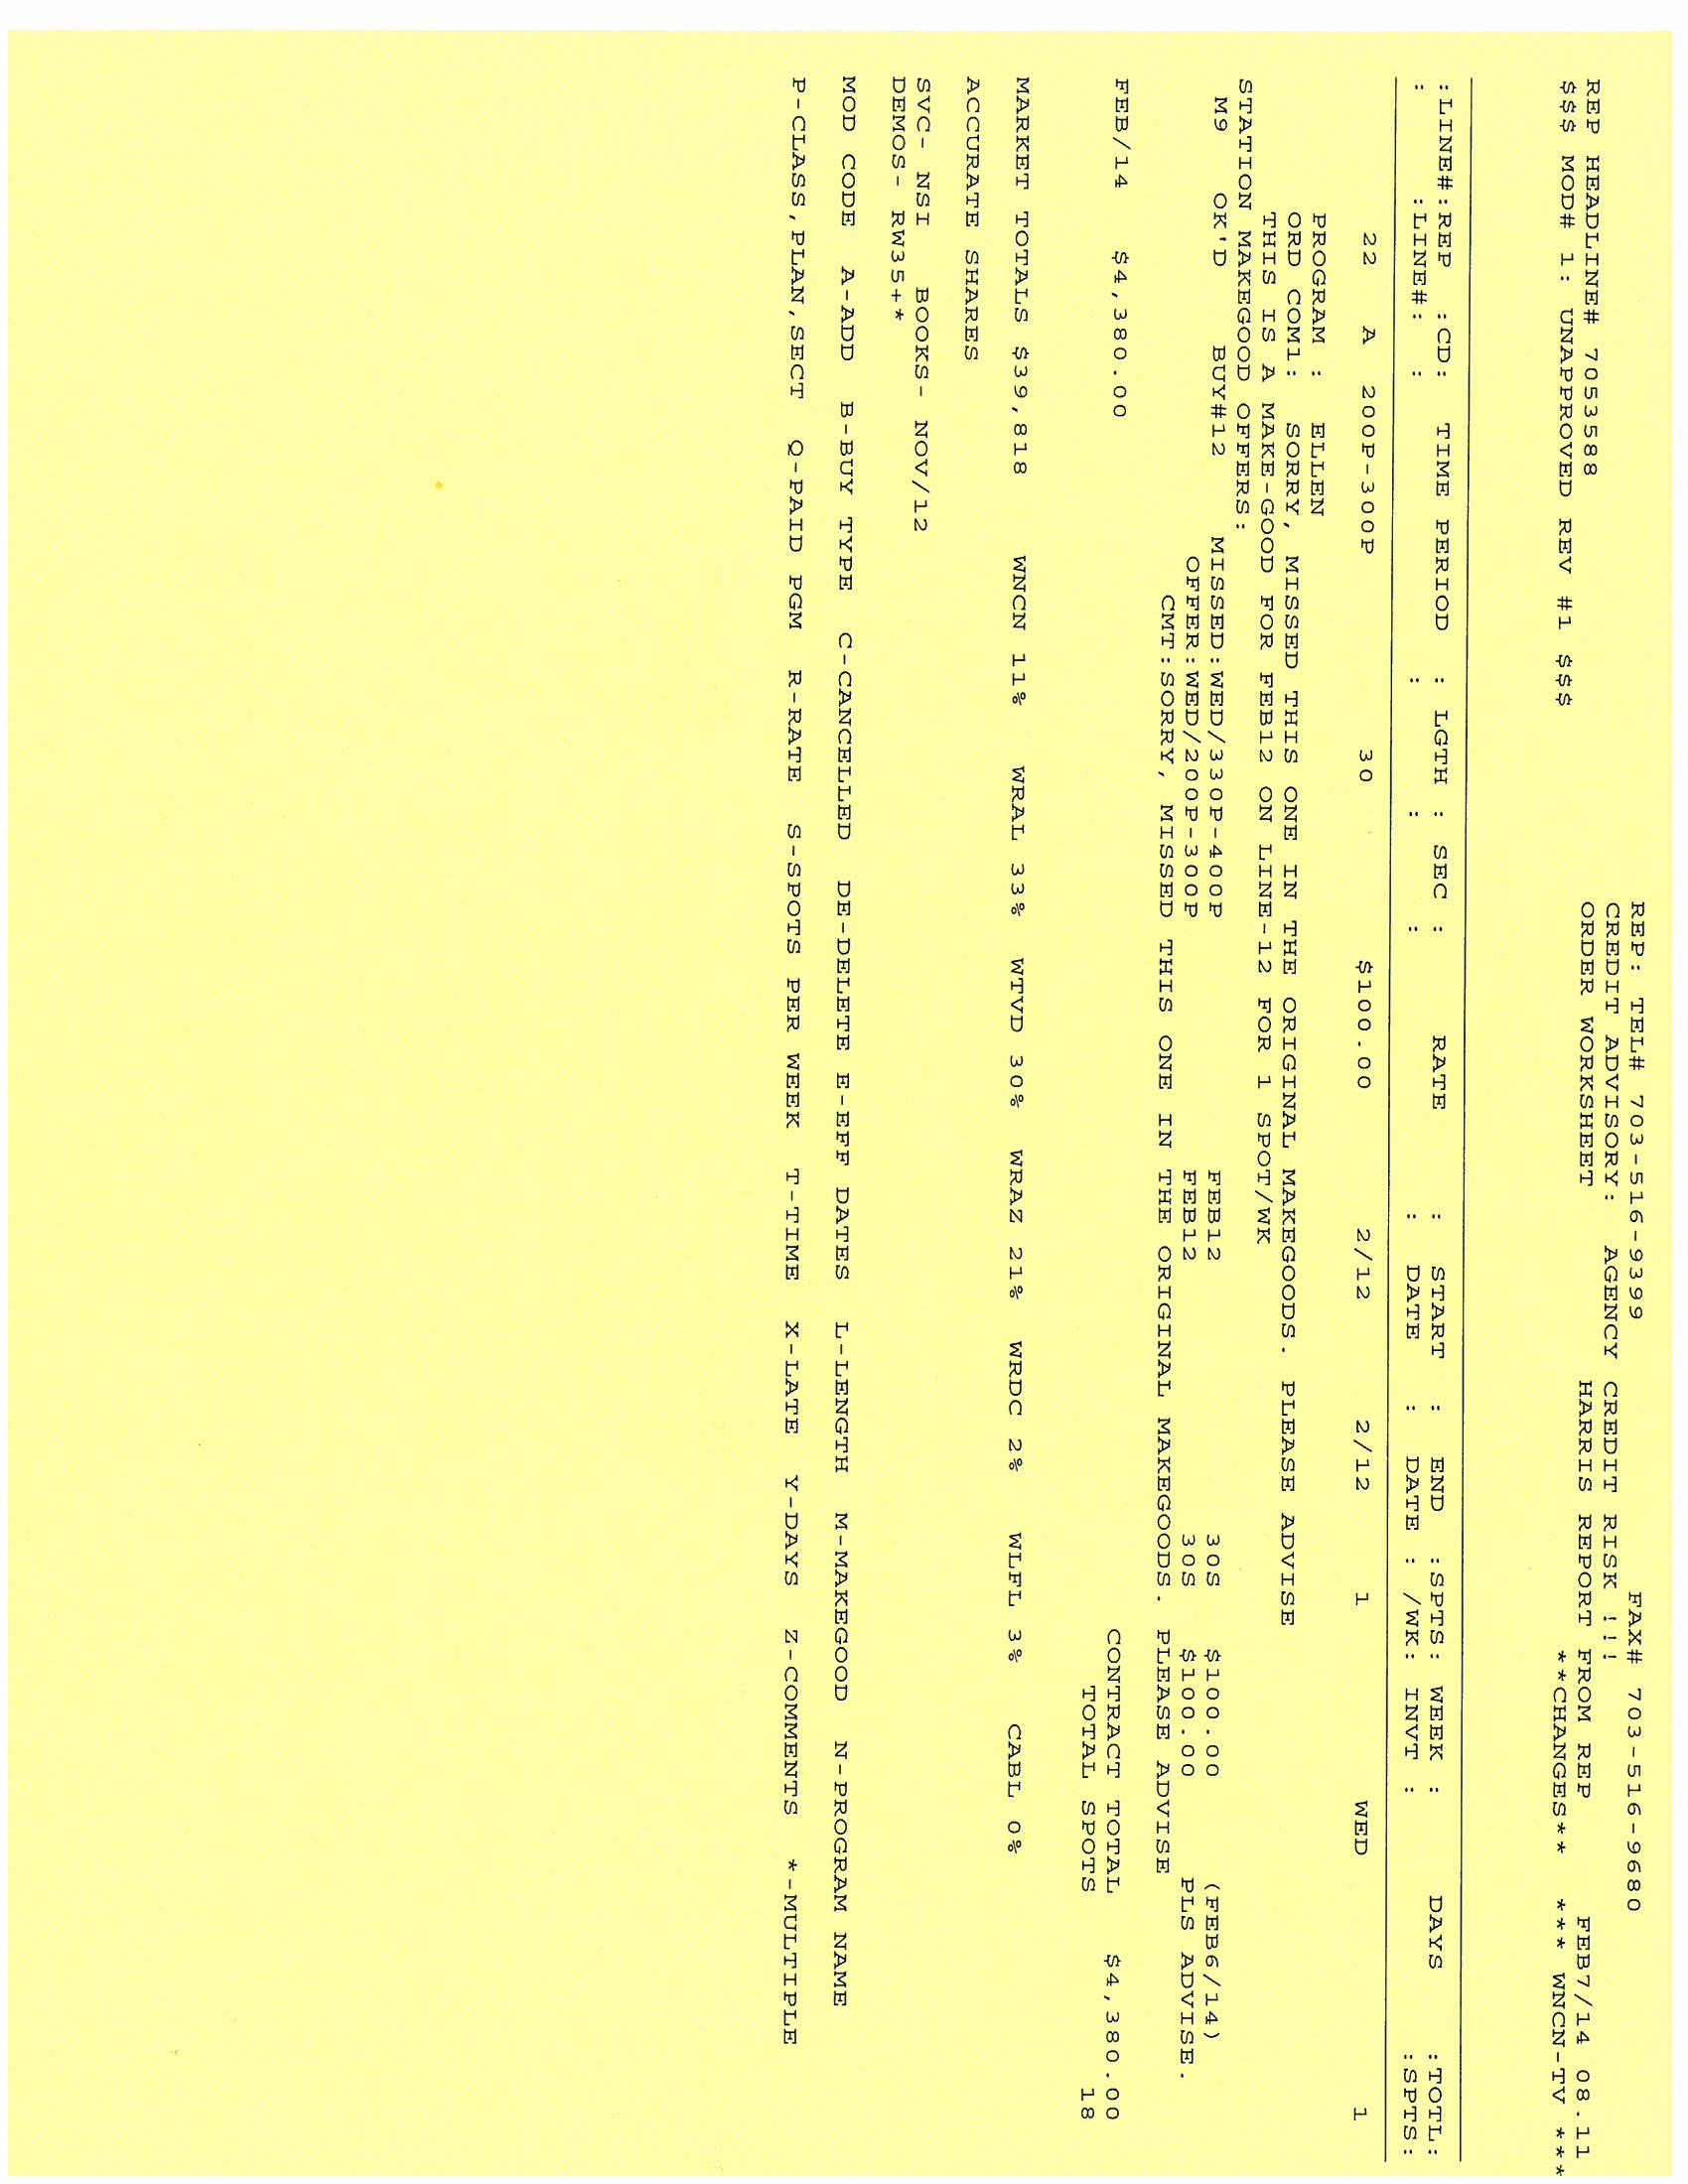 REP: TEL# 703-516-9399 FAX# 703-516-9680
CREDIT ADVISORY: AGENCY CREDIT RISK !!!
REP HEADLINE# 7053588 ORDER WORKSHEET HARRIS REPORT FROM REP FEB7/14 08.11
$$$ MOD# 1: UNAPPROVED REV #1 $$$ **CHANGES** *** WNCN-TV ***
:LINE#:REP :CD: TIME PERIOD : LGTH : SEC : RATE : START : END :SPTS: WEEK : DAYS :TOTL:
: :LINE#: : : : : : DATE : DATE : /WK: INVT : :SPTS:
22 A 200P-300P 30 $100.00 2/12 2/12 1 WED 1
PROGRAM : ELLEN
ORD COM1: SORRY, MISSED THIS ONE IN THE ORIGINAL MAKEGOODS. PLEASE ADVISE
THIS IS A MAKE-GOOD FOR FEB12 ON LINE-12 FOR 1 SPOT/WK
STATION MAKEGOOD OFFERS:
M9 OK'D BUY#12 MISSED:WED/330P-400P FEB12 30S $100.00 (FEB6/14)
OFFER:WED/200P-300P FEB12 30S $100.00 PLS ADVISE.
CMT:SORRY, MISSED THIS ONE IN THE ORIGINAL MAKEGOODS. PLEASE ADVISE
FEB/14 $4,380.00 CONTRACT TOTAL $4,380.00
TOTAL SPOTS 18
MARKET TOTALS $39,818 WNCN 11% WRAL 33% WTVD 30% WRAZ 21% WRDC 2% WLFL 3% CABL 0%
ACCURATE SHARES
SVC- NSI BOOKS- NOV/12
DEMOS- RW35+*
MOD CODE A-ADD B-BUY TYPE C-CANCELLED DE-DELETE E-EFF DATES L-LENGTH M-MAKEGOOD N-PROGRAM NAME
P-CLASS,PLAN,SECT Q-PAID PGM R-RATE S-SPOTS PER WEEK T-TIME X-LATE Y-DAYS Z-COMMENTS *-MULTIPLE